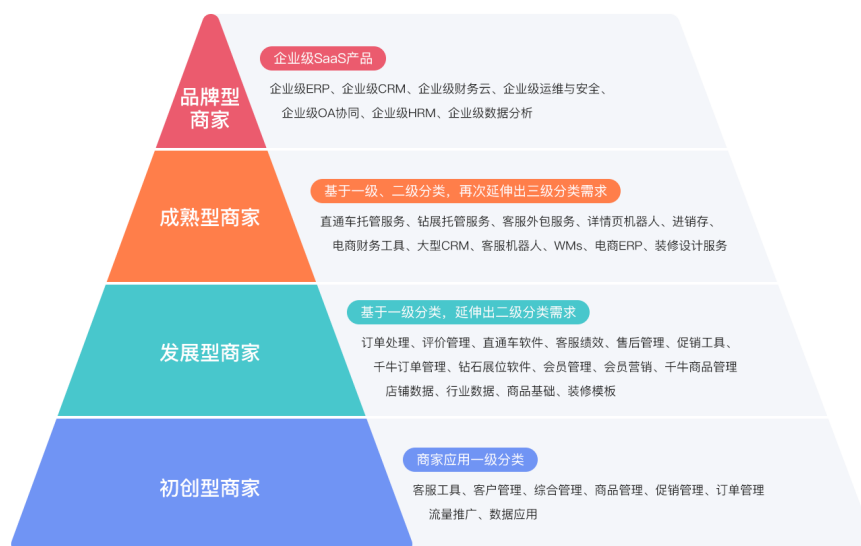 企业级SaaS产品
品牌型
商家
企业级ERP、企业级CRM、企业级财务云、企业级运维与安全、
企业级OA协同、企业级HRM、企业级数据分析
基于一级、二级分类，再次延伸出三级分类需求
成熟型商家
直通车托管服务、钻展托管服务、客服外包服务、详情页机器人、进销存、
电商财务工具、大型CRM、客服机器人、WMs、电商ERP、装修设计服务
基于一级分类，延伸出二级分类需求
发展型商家
订单处理、评价管理、直通车软件、客服绩效、售后管理、促销工具、
千牛订单管理、钻石展位软件、会员管理、会员营销、千牛商品管理
店铺数据、行业数据、商品基础、装修模板
商家应用一级分类
初创型商家
客服工具、客户管理、综合管理、商品管理、促销管理、订单管理
流量推广、数据应用